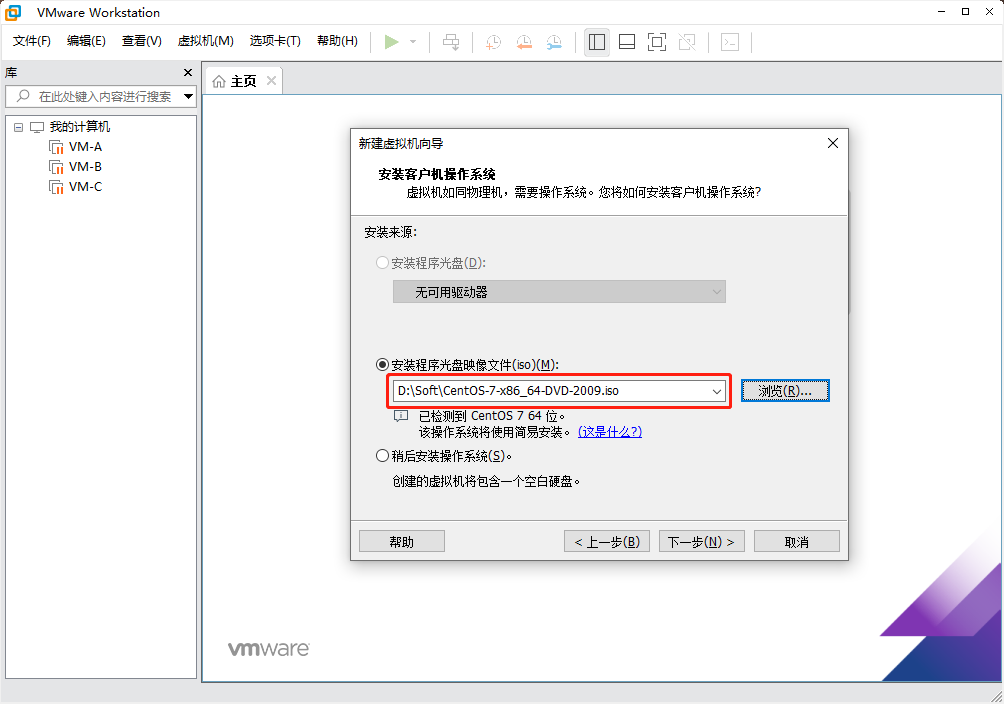 VMware Workstation
文件(F) 编辑(E) 查看(V) 虚拟机(M) 选项卡(T) 帮助(H)
库
主页
在此处键入内容进行搜索
我的计算机
VM-A
VM-B
VM-C
新建虚拟机向导
安装客户机操作系统
虚拟机如同物理机，需要操作系统。您将如何安装客户机操作系统?
安装来源:
安装程序光盘(D):
无可用驱动器
安装程序光盘映像文件(iso)(M):
D:\Soft\CentOS-7-x86_64-DVD-2009.iso 浏览(R)...
已检测到 CentOS 7 64 位。
该操作系统将使用简易安装。(这是什么?)
稍后安装操作系统(S)。
创建的虚拟机将包含一个空白硬盘。
帮助 < 上一步(B) 下一步(N) > 取消
vmware